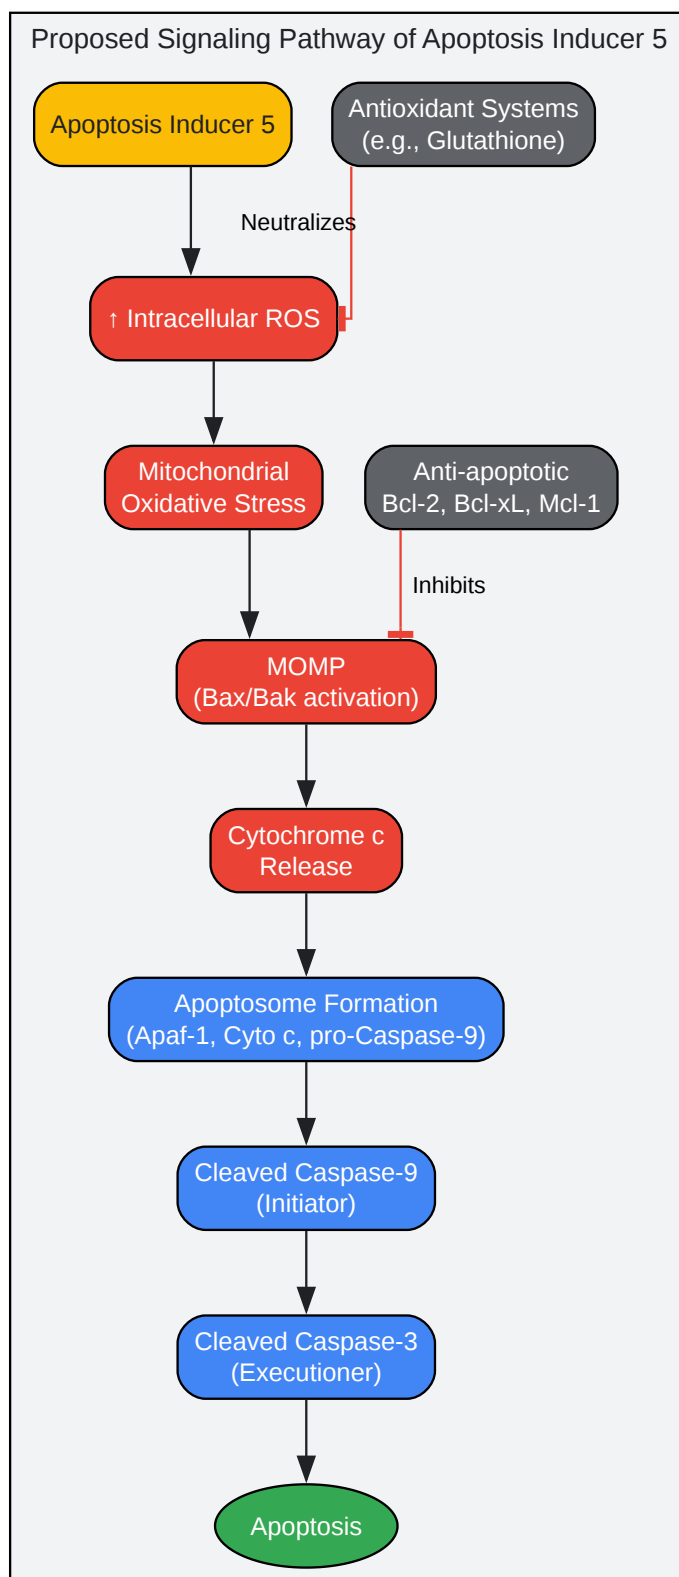 Proposed Signaling Pathway of Apoptosis Inducer 5
Apoptosis Inducer 5
Antioxidant Systems
(e.g., Glutathione)
Neutralizes
↑ Intracellular ROS
Mitochondrial
Oxidative Stress
Anti-apoptotic
Bcl-2, Bcl-xL, Mcl-1
Inhibits
MOMP
(Bax/Bak activation)
Cytochrome c
Release
Apoptosome Formation
(Apaf-1, Cyto c, pro-Caspase-9)
Cleaved Caspase-9
(Initiator)
Cleaved Caspase-3
(Executioner)
Apoptosis